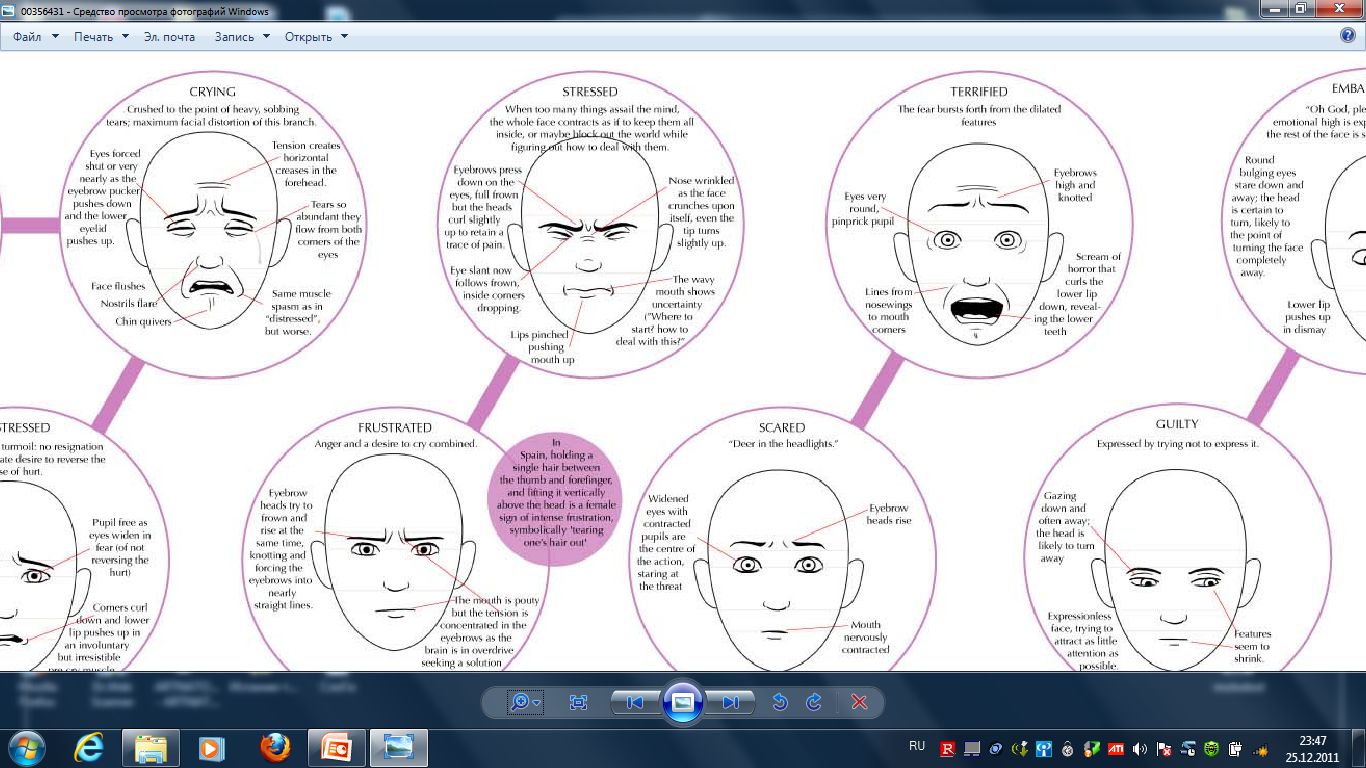 00356431 - Средство просмотра фотографий Windows
Файл Печать Эл. почта Запись Открыть
CRYING
Crushed to the point of heavy, sobbing
tears; maximum facial distortion of this branch.
Eyes forced
shut or very
nearly as the
eyebrow pucker
pushes down
and the lower
eyelid
pushes up.
Tension creates
horizontal
creases in the
forehead.
Tears so
abundant they
flow from both
corners of the
eyes
Face flushes
Nostrils flare
Chin quivers
Same muscle
spasm as in
"distressed",
but worse.
STRESSED
When too many things assail the mind,
the whole face contracts as if to keep them all
inside, or maybe block out the world while
figuring out how to deal with them.
Eyebrows press
down on the
eyes, full frown
but the heads
curl slightly
up to retain a
trace of pain.
Eye slant now
follows frown,
inside corners
dropping.
Lips pinched
pushing
mouth up
Nose wrinkled
as the face
crunches upon
itself, even the
tip turns
slightly up.
The wavy
mouth shows
uncertainty
("Where to
start? how to
deal with this?"
TERRIFIED
The fear bursts forth from the dilated
features
Eyes very
round,
pinprick pupil
Eyebrows
high and
knotted
Lines from
nosewings
to mouth
corners
Scream of
horror that
curls the
lower lip
down, reveal-
ing the lower
teeth
EMBA
"Oh God, ple
emotional high is exp
the rest of the face is s
Round
bulging eyes
stare down and
away; the head
is certain to
turn, likely to
the point of
turning the face
completely
away.
Lower lip
pushes up
in dismay
TRESSED
turmoil: no resignation
ate desire to reverse the
se of hurt.
Pupil free as
eyes widen in
fear (of not
reversing the
hurt)
Corners curl
down and lower
lip pushes up in
an involuntary
but irresistible
pre-cry muscle
FRUSTRATED
Anger and a desire to cry combined.
Eyebrow
heads try to
frown and
rise at the
same time,
knotting and
forcing the
eyebrows into
nearly
straight lines.
The mouth is pouty
but the tension is
concentrated in the
eyebrows as the
brain is in overdrive
seeking a solution
In
Spain, holding a
single hair between
the thumb and forefinger,
and lifting it vertically
above the head is a female
sign of intense frustration,
symbolically 'tearing
one's hair out'
SCARED
"Deer in the headlights."
Widened
eyes with
contracted
pupils are
the centre of
the action,
staring at
the threat
Eyebrow
heads rise
Mouth
nervously
contracted
GUILTY
Expressed by trying not to express it.
Gazing
down and
often away;
the head is
likely to turn
away
Expressionless
face, trying to
attract as little
attention as
possible.
Features
seem to
shrink.
RU
23:47
25.12.2011